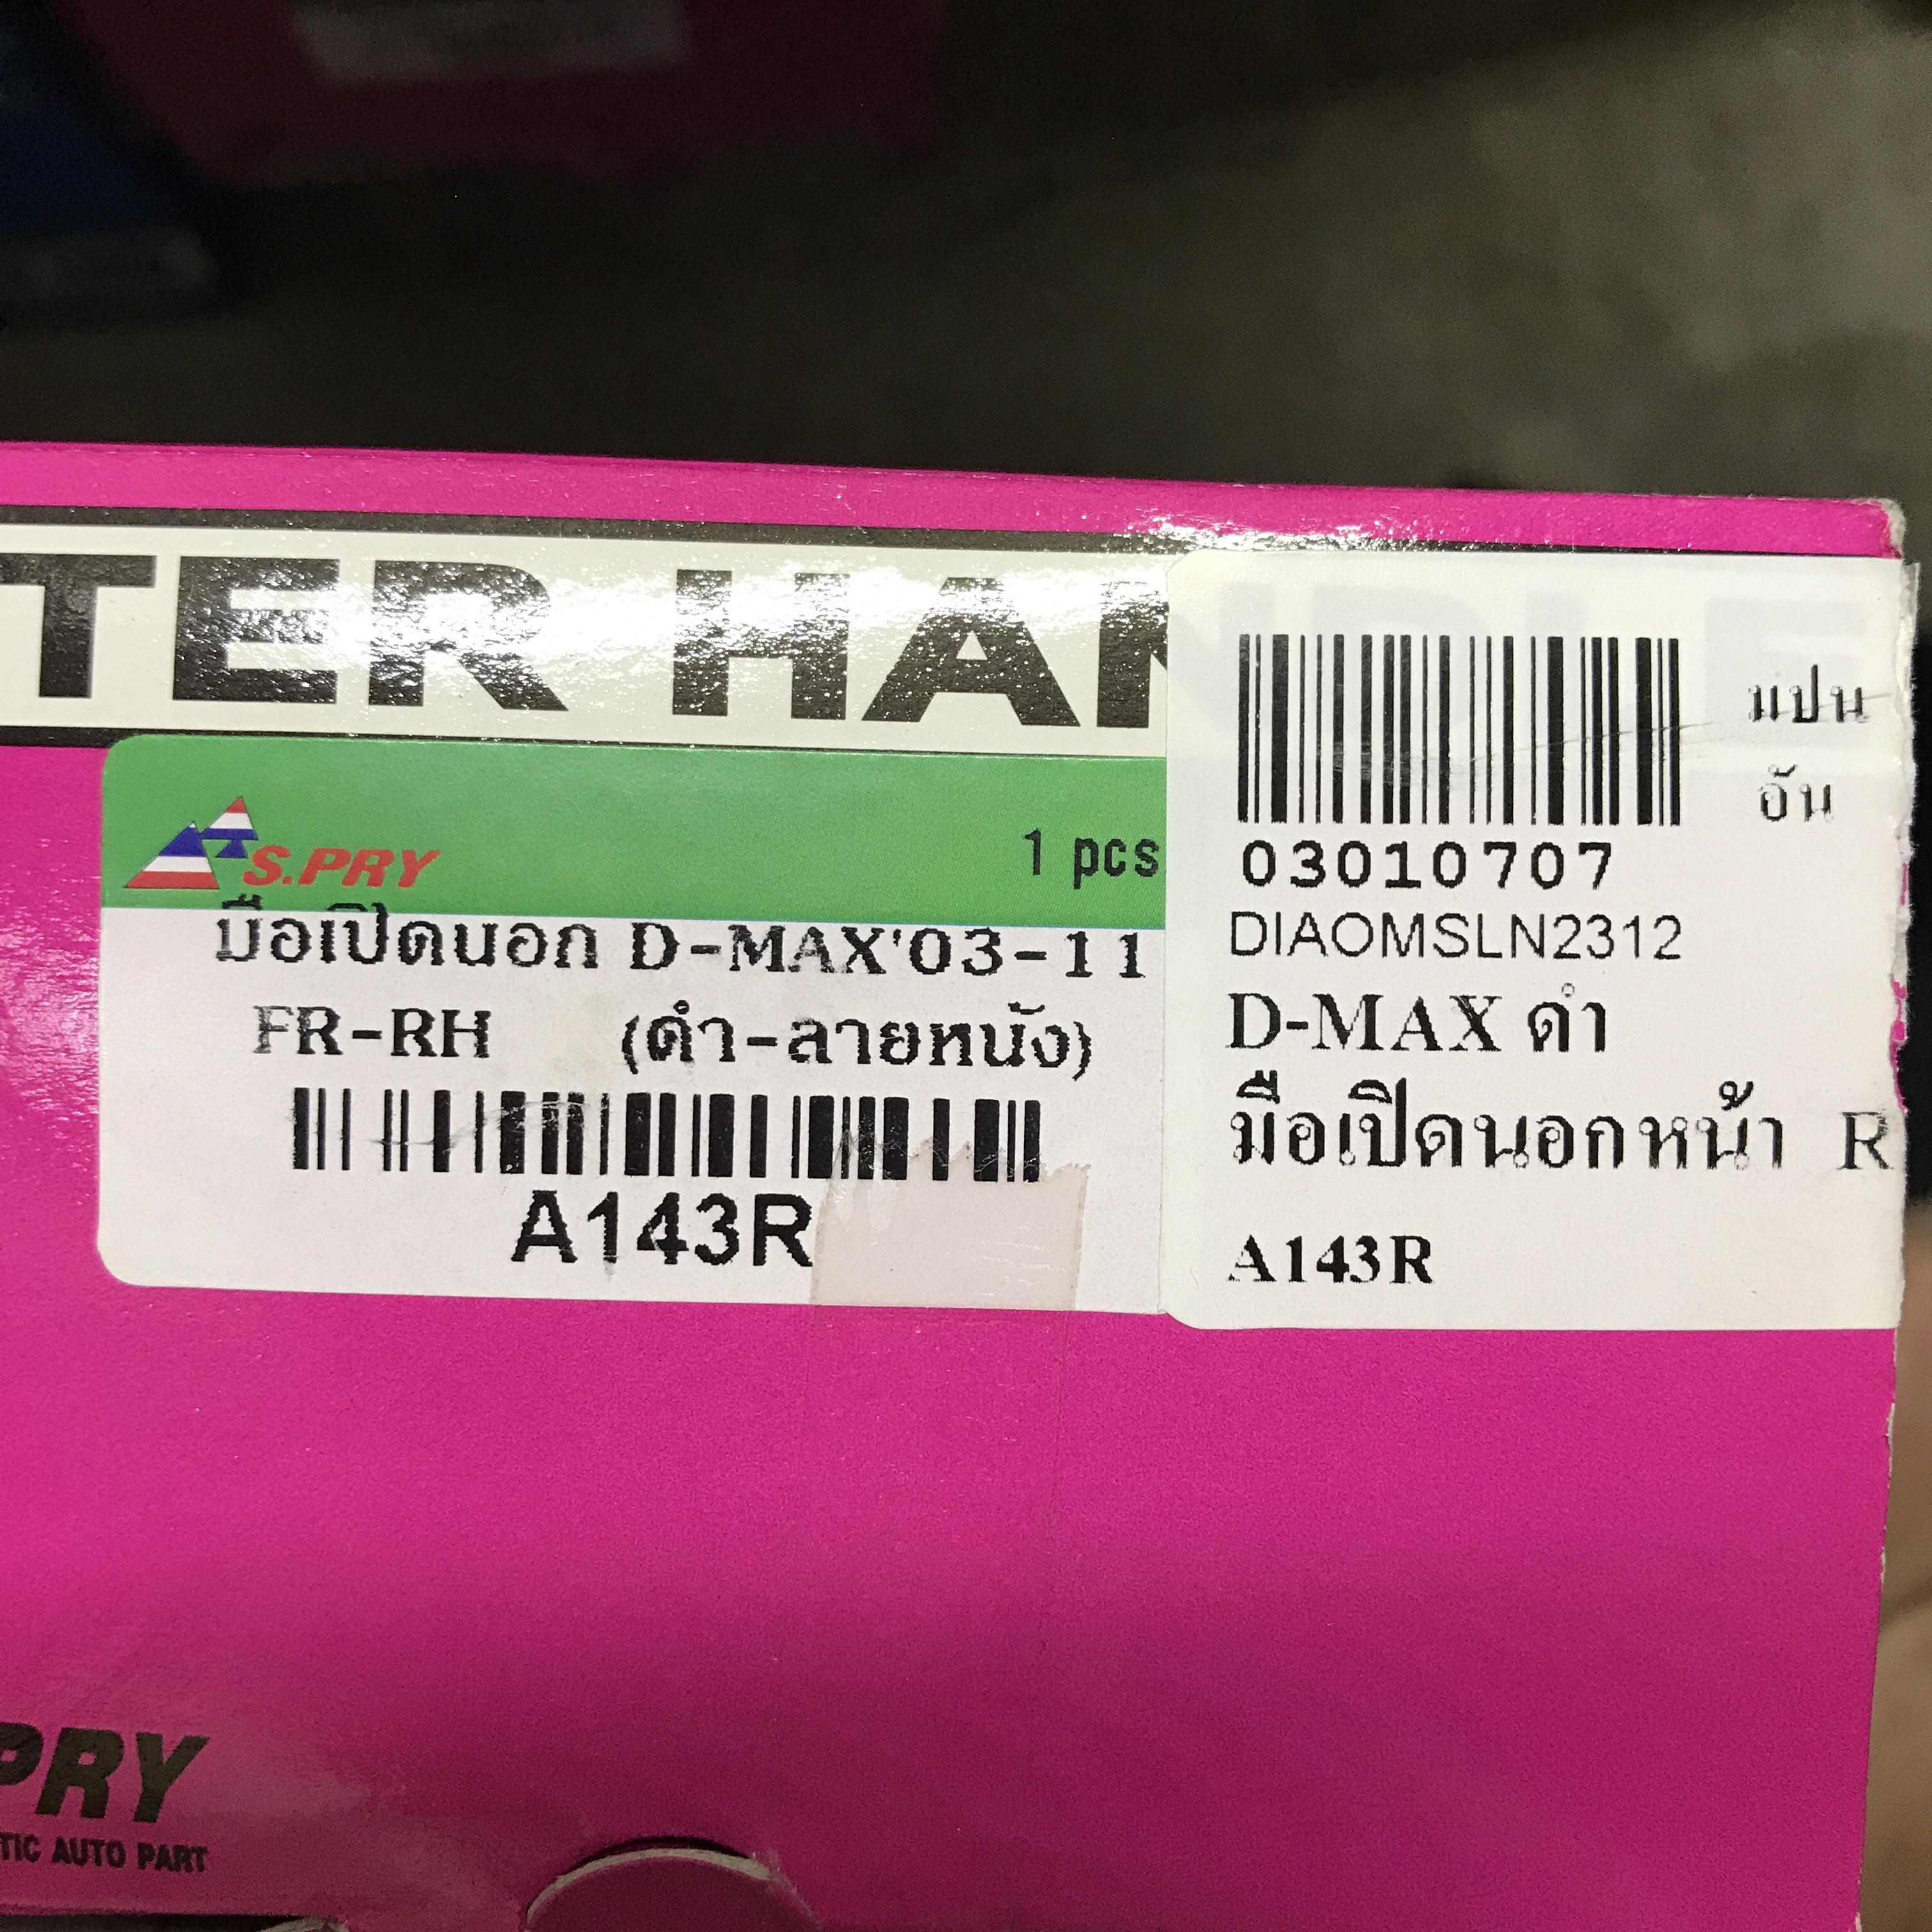 TER HANDLE
S.PRY
1 pcs
มือเปิดนอก D-MAX'03-11
FR-RH (ดำ-ลายหนัง)
A143R
แปน
อัน
03010707
DIAOMSLN2312
D-MAX ดำ
มือเปิดนอกหน้า R
A143R
PRY
TIC AUTO PART